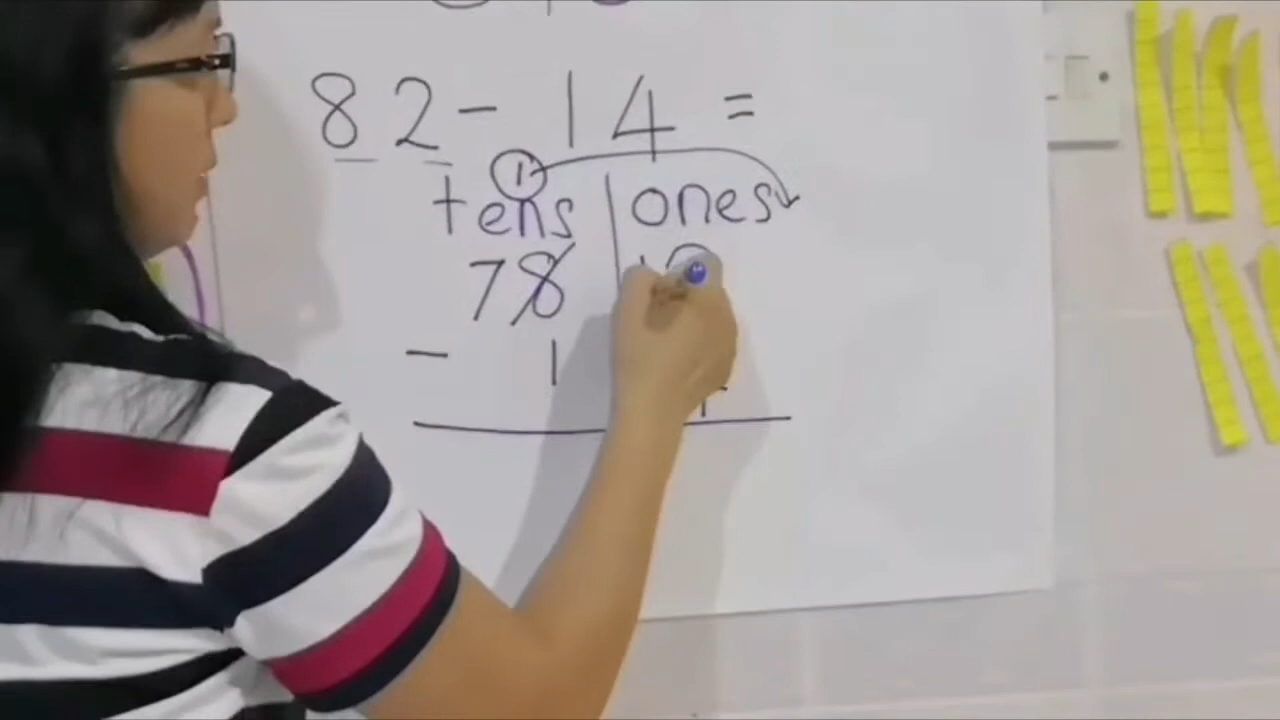 82 - 14 =
1
tens | ones
78
- 1